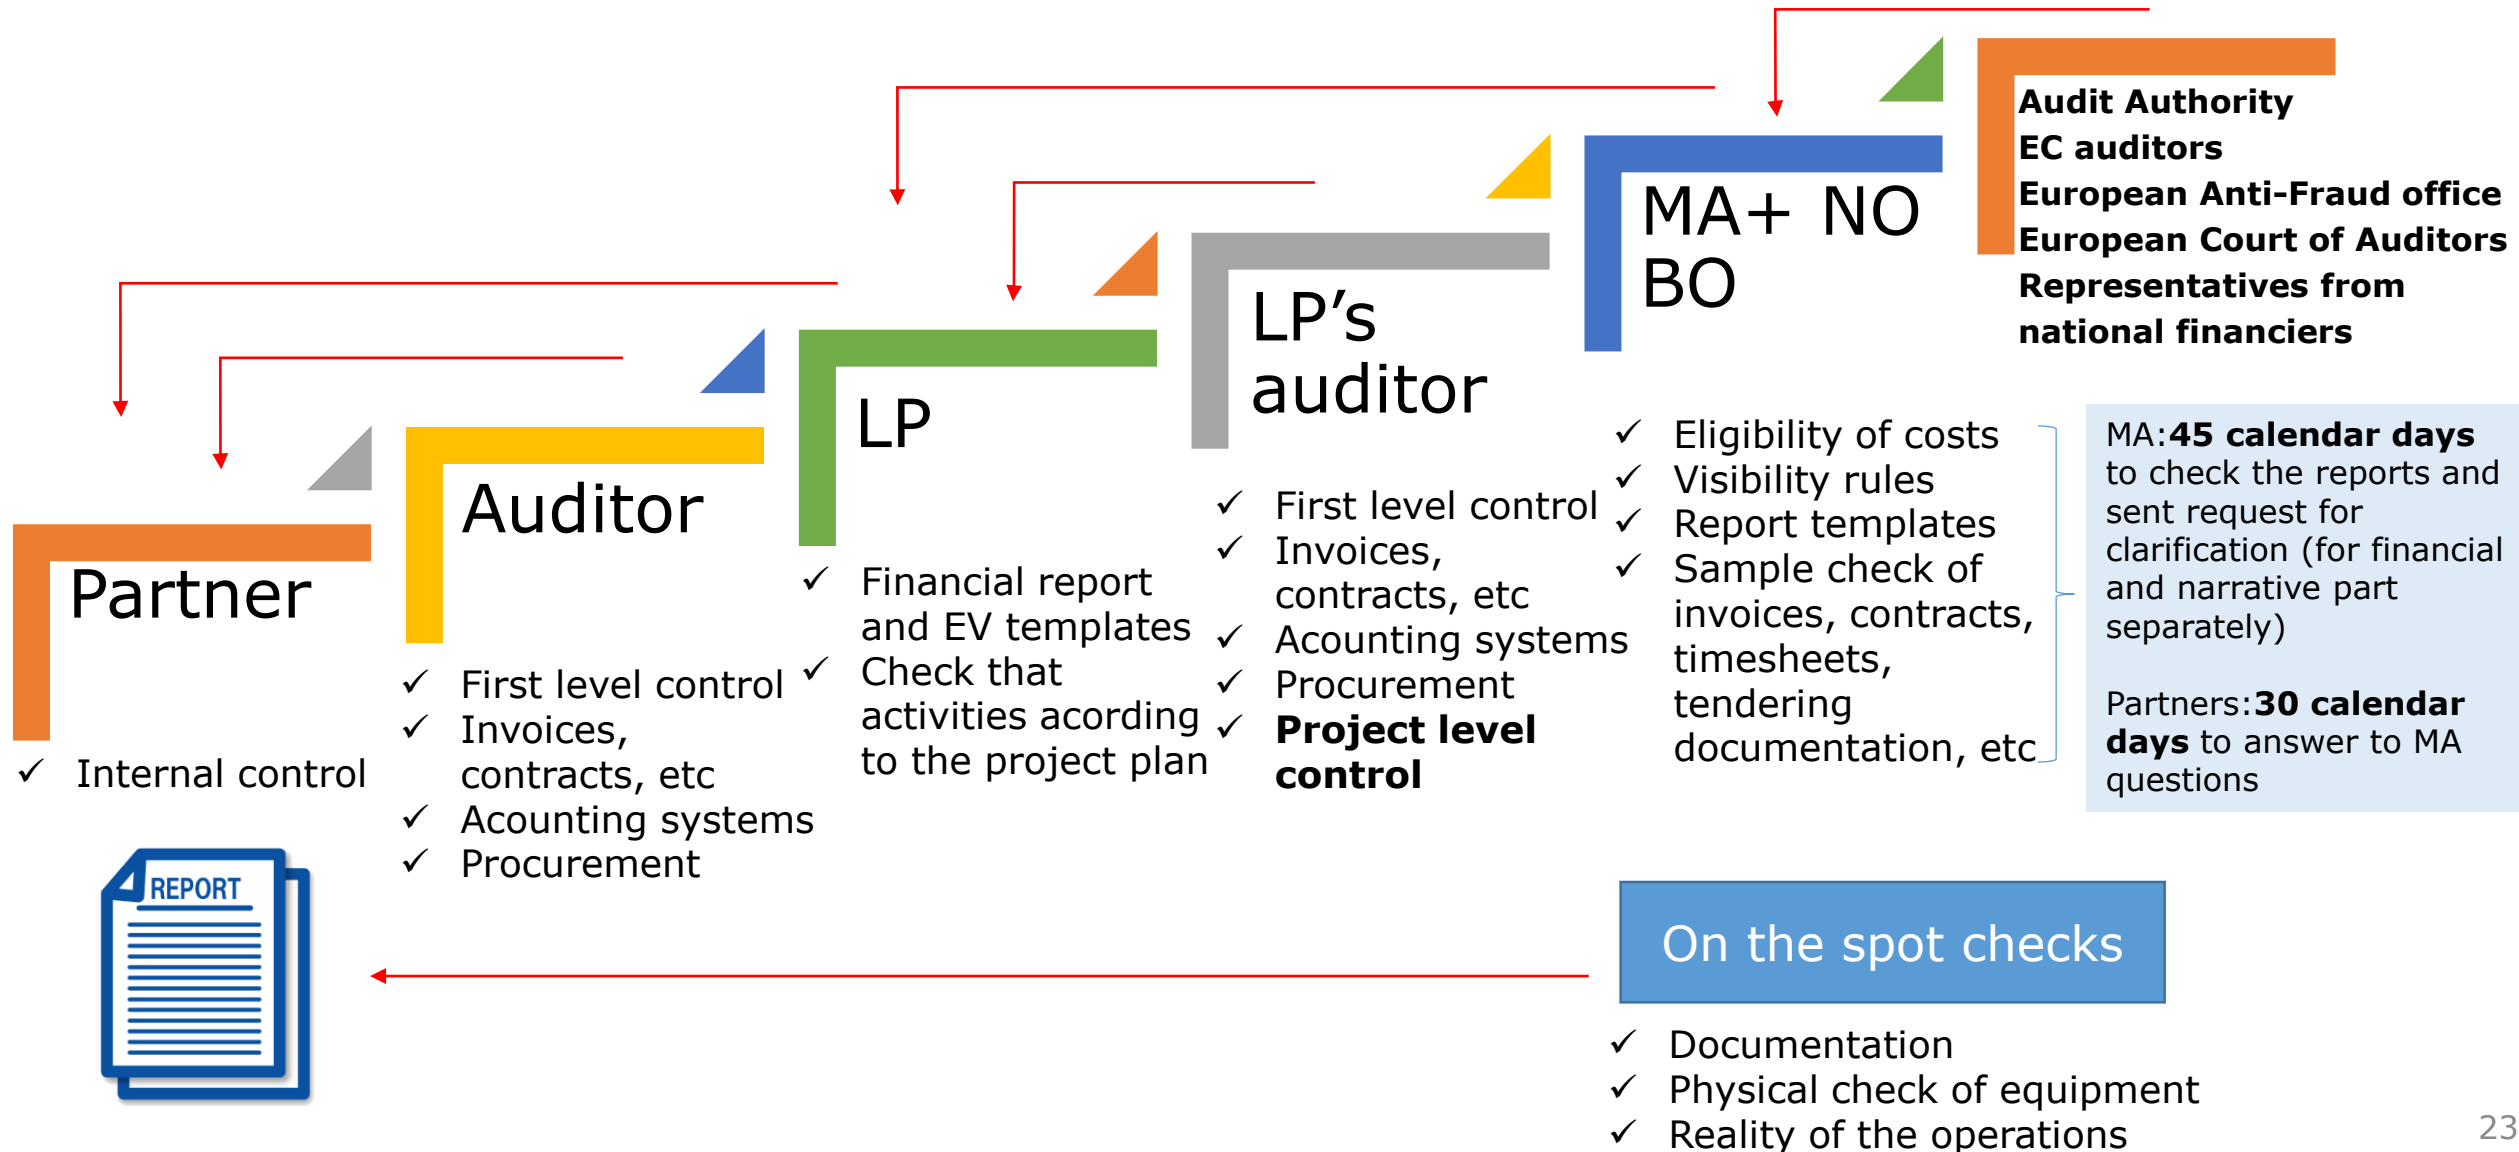 Partner
✓ Internal control
REPORT
Auditor
✓ First level control
✓ Invoices,
contracts, etc
✓ Acounting systems
✓ Procurement
LP
✓ Financial report
and EV templates
✓ Check that
activities acording
to the project plan
LP’s
auditor
✓ First level control
✓ Invoices,
contracts, etc
✓ Acounting systems
✓ Procurement
✓ Project level
control
MA+ NO
BO
✓ Eligibility of costs
✓ Visibility rules
✓ Report templates
✓ Sample check of
invoices, contracts,
timesheets,
tendering
documentation, etc
Audit Authority
EC auditors
European Anti-Fraud office
European Court of Auditors
Representatives from
national financiers
MA:45 calendar days
to check the reports and
sent request for
clarification (for financial
and narrative part
separately)
Partners:30 calendar
days to answer to MA
questions
On the spot checks
✓ Documentation
✓ Physical check of equipment
✓ Reality of the operations
23